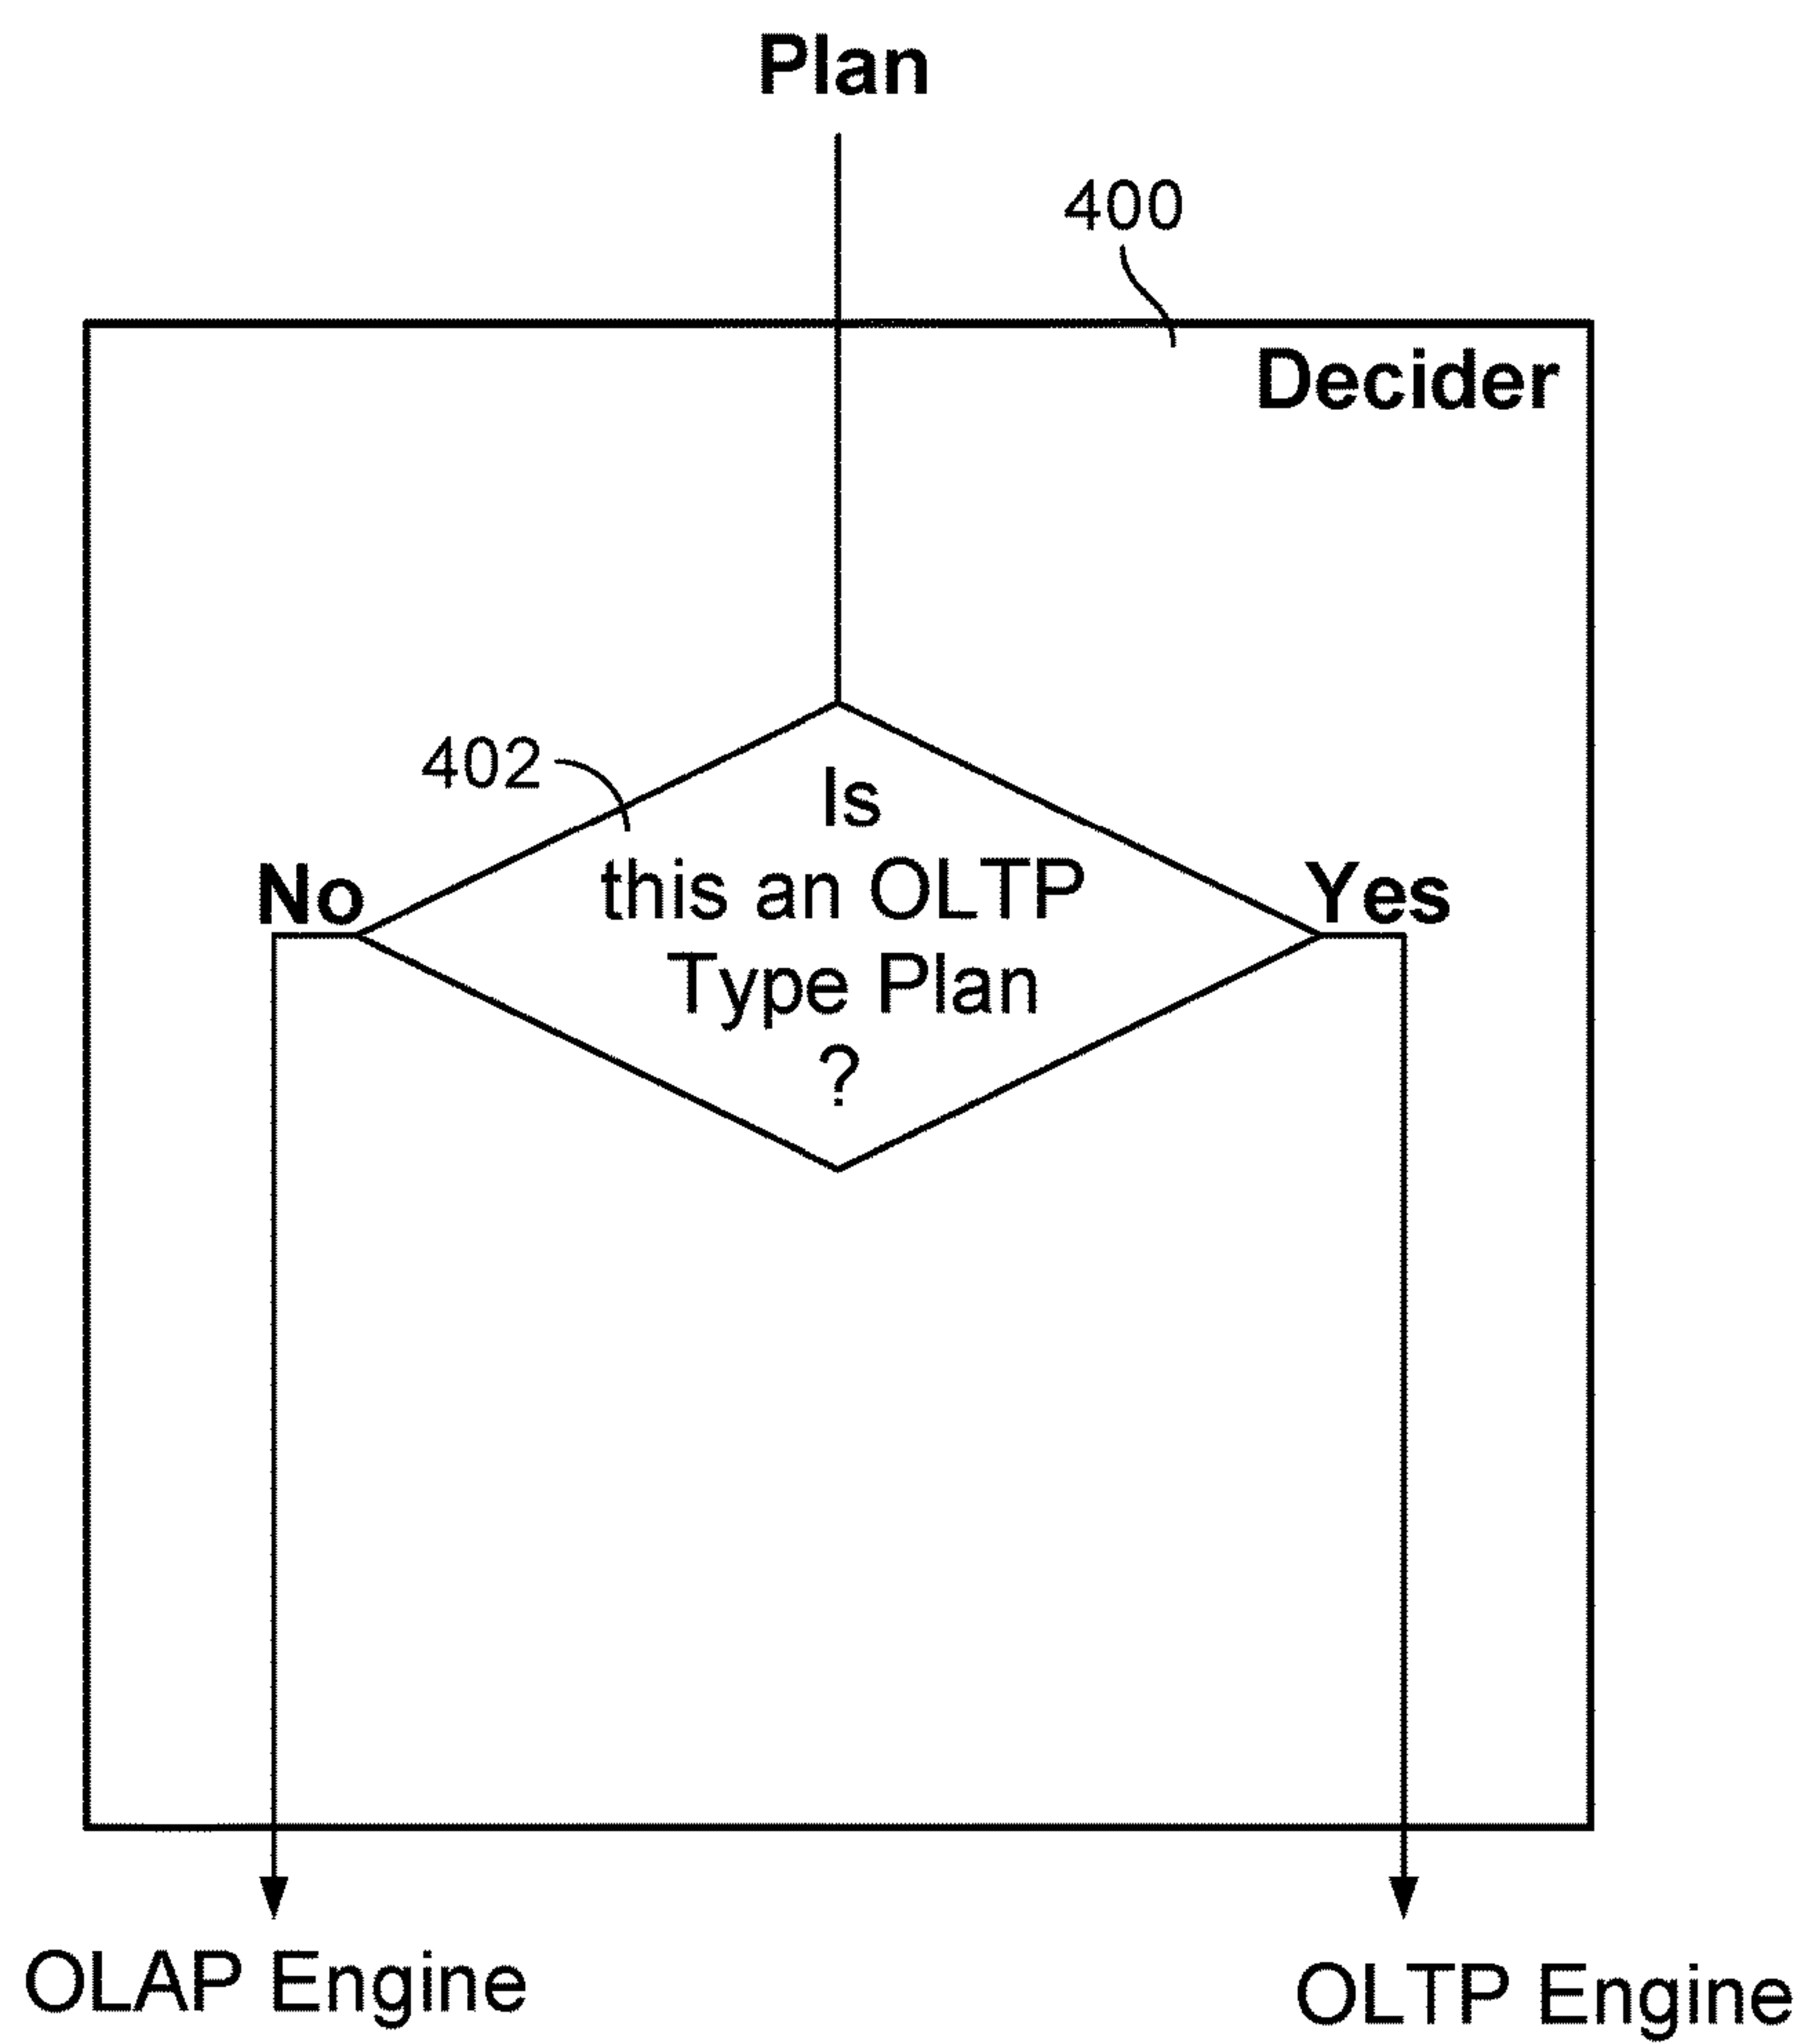 Plan
400
Decider
402
Is
this an OLTP
Type Plan
?
No
Yes
OLAP Engine
OLTP Engine